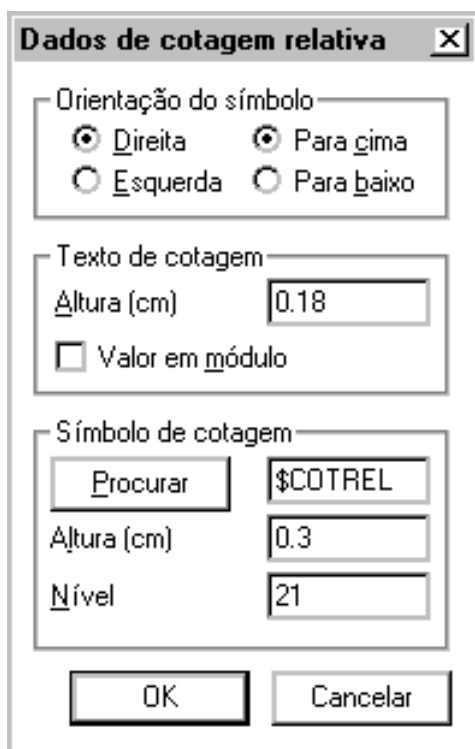 Dados de cotagem relativa
Orientação do símbolo
Direita Para cima
Esquerda Para baixo
Texto de cotagem
Altura (cm) 0.18
Valor em módulo
Símbolo de cotagem
Procurar $COTREL
Altura (cm) 0.3
Nível 21
OK Cancelar